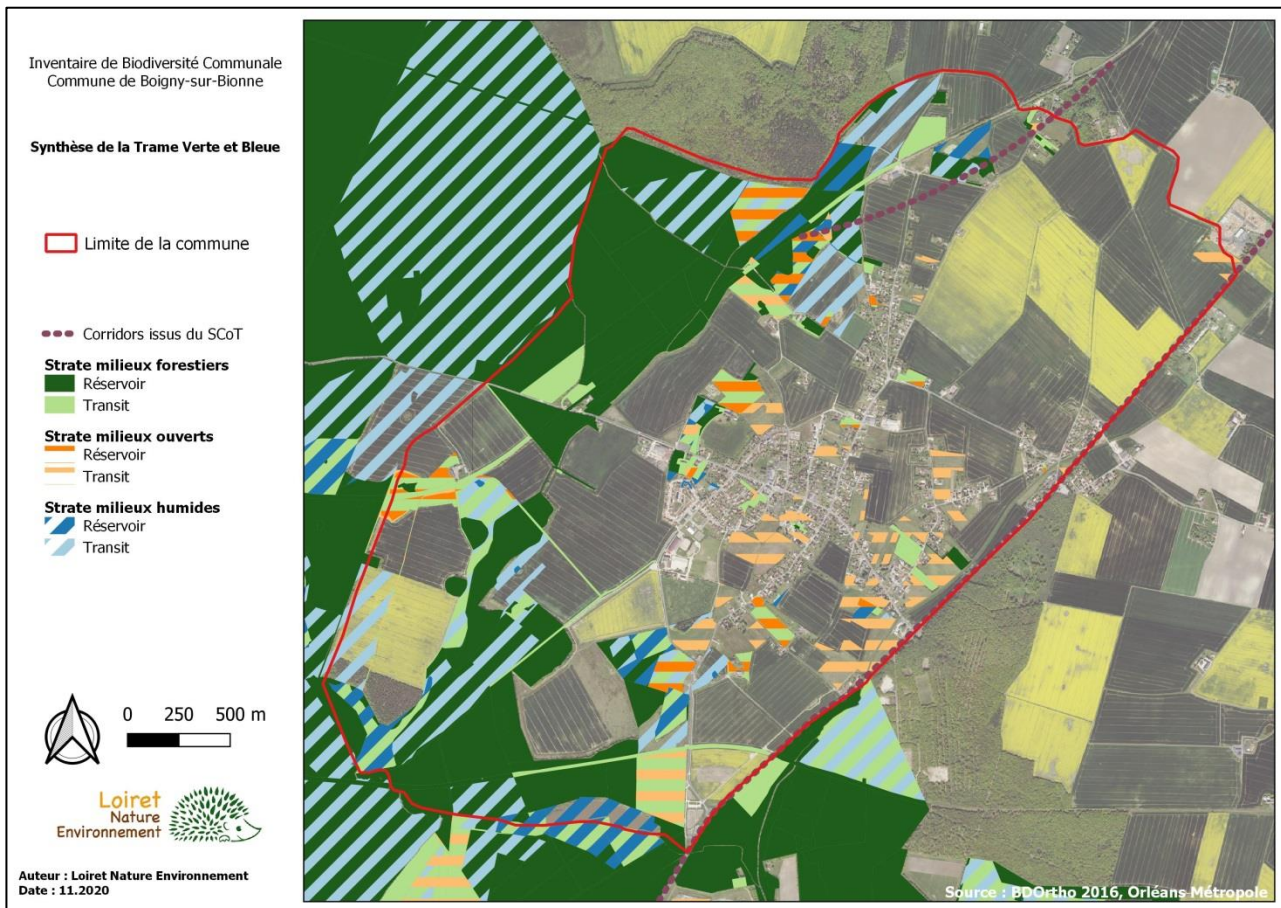 Inventaire de Biodiversité Communale
Commune de Boigny-sur-Bionne
Synthèse de la Trame Verte et Bleue
Limite de la commune
Corridors issus du SCoT
Strate milieux forestiers
Réservoir
Transit
Strate milieux ouverts
Réservoir
Transit
Strate milieux humides
Réservoir
Transit
0 250 500 m
Loiret
Nature
Environnement
Auteur : Loiret Nature Environnement
Date : 11.2020
Source : BDOrtho 2016, Orléans Métropole